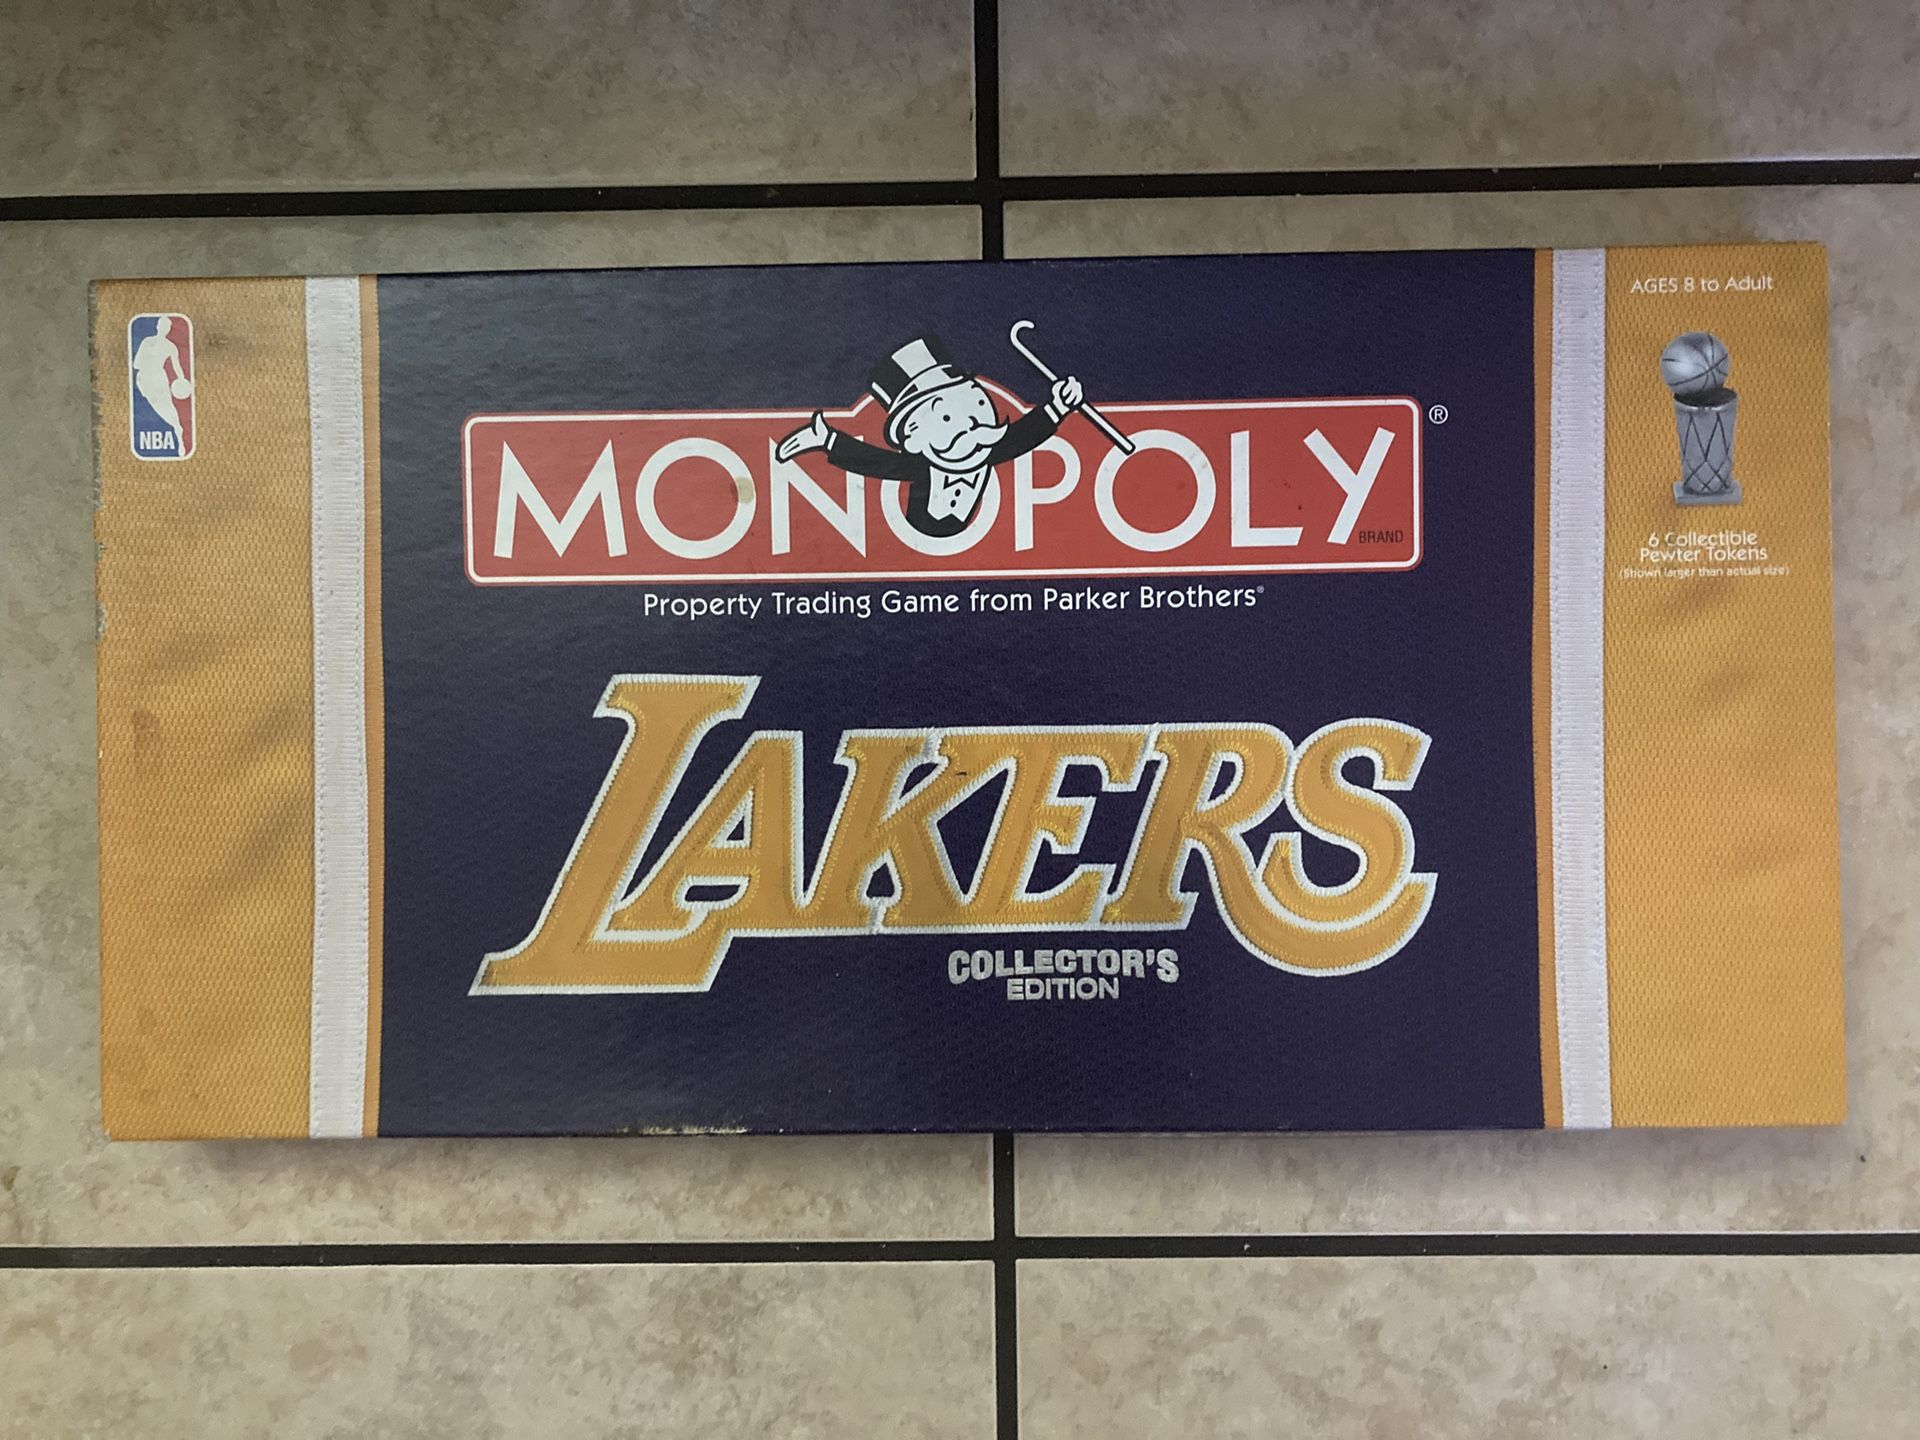 NBA
AGES 8 to Adult
MONOPOLY®
BRAND
Property Trading Game from Parker Brothers®
6 Collectible
Pewter Tokens
(Shown larger than actual size)
LAKERS
COLLECTOR'S
EDITION